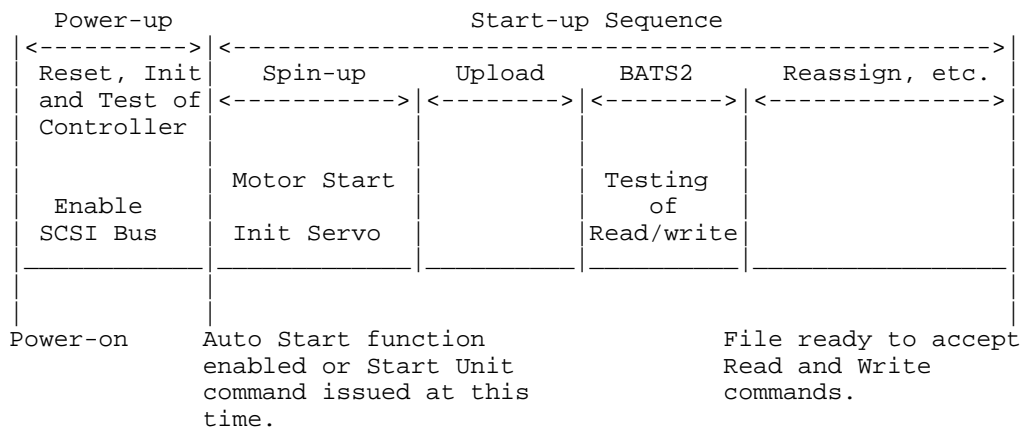 Power-up Start-up Sequence
|<---------->|<-------------------------------------------------->|
Reset, Init Spin-up Upload BATS2 Reassign, etc.
and Test of |<----------->|<-------->|<-------->|<--------------->|
Controller
Motor Start Testing
Enable of
SCSI Bus Init Servo Read/write
Power-on Auto Start function File ready to accept
enabled or Start Unit Read and Write
command issued at this commands.
time.